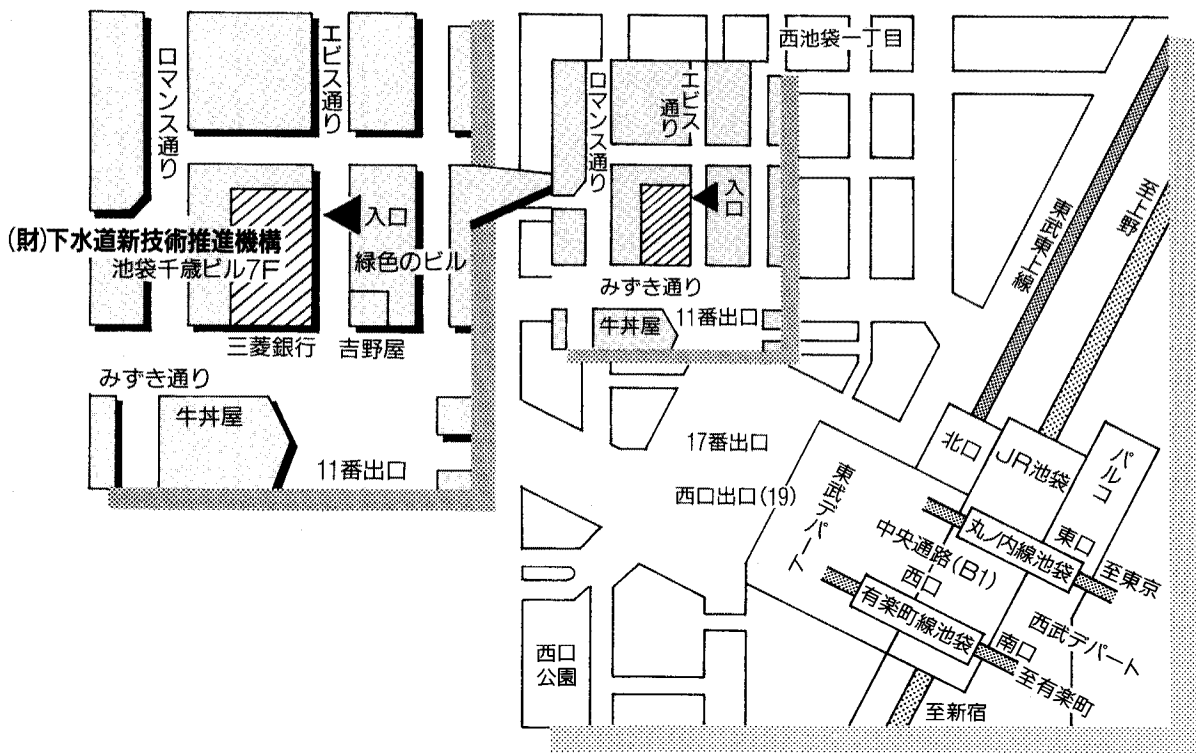 ロマンス通り
エビス通り
入口
(財)下水道新技術推進機構
池袋千歳ビル7F
緑色のビル
三菱銀行
吉野屋
みずき通り
牛丼屋
11番出口
西池袋一丁目
ロマンス通り
エビス
通り
入口
みずき通り
牛丼屋
11番出口
至上野
東武東上線
17番出口
西口出口(19)
北口
JR池袋
パルコ
東武デパート
中央通路(B1)
丸ノ内線池袋
東口
至東京
西口
有楽町線池袋
南口
西武デパート
至有楽町
至新宿
西口
公園